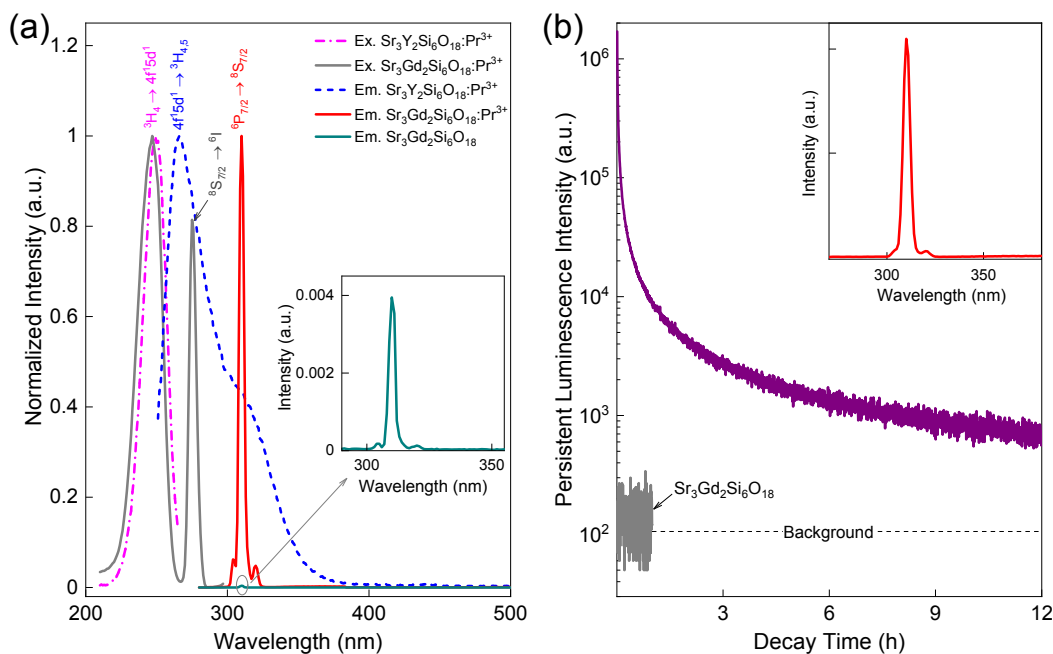 (a)
1.2
1
0.8
0.6
0.4
0.2
0
Normalized Intensity (a.u.)
200
300
400
500
Wavelength (nm)
³H₄ → 4f¹5d¹
4f¹5d¹ → ³H₄,₅
⁶P₇/₂ → ⁸S₇/₂
⁸S₇/₂ → ⁶I
Ex. Sr₃Y₂Si₆O₁₈:Pr³⁺
Ex. Sr₃Gd₂Si₆O₁₈:Pr³⁺
Em. Sr₃Y₂Si₆O₁₈:Pr³⁺
Em. Sr₃Gd₂Si₆O₁₈:Pr³⁺
Em. Sr₃Gd₂Si₆O₁₈
0.004
0.002
0
Intensity (a.u.)
300
350
Wavelength (nm)
(b)
10⁶
10⁵
10⁴
10³
10²
Persistent Luminescence Intensity (a.u.)
3
6
9
12
Decay Time (h)
Intensity (a.u.)
300
350
Wavelength (nm)
Sr₃Gd₂Si₆O₁₈
Background